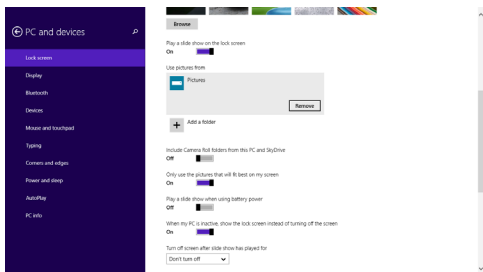 PC and devices
Lock screen
Display
Bluetooth
Devices
Mouse and touchpad
Typing
Corners and edges
Power and sleep
AutoPlay
PC info
Browse
Play a slide show on the lock screen
On
Use pictures from
Pictures
Remove
Add a folder
Include Camera Roll folders from this PC and SkyDrive
Off
Only use the pictures that will fit best on my screen
On
Play a slide show when using battery power
Off
When my PC is inactive, show the lock screen instead of turning off the screen
On
Turn off screen after slide show has played for
Don't turn off